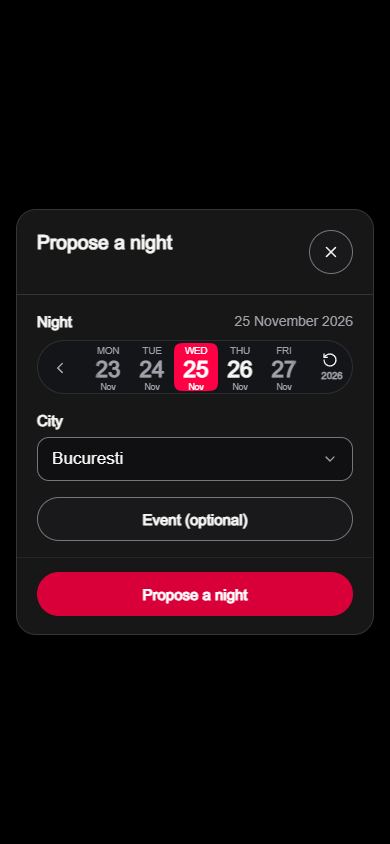 Propose a night
Night 25 November 2026
MON TUE WED THU FRI
23 24 25 26 27
Nov Nov Nov Nov Nov
2026
City
Bucuresti
Event (optional)
Propose a night